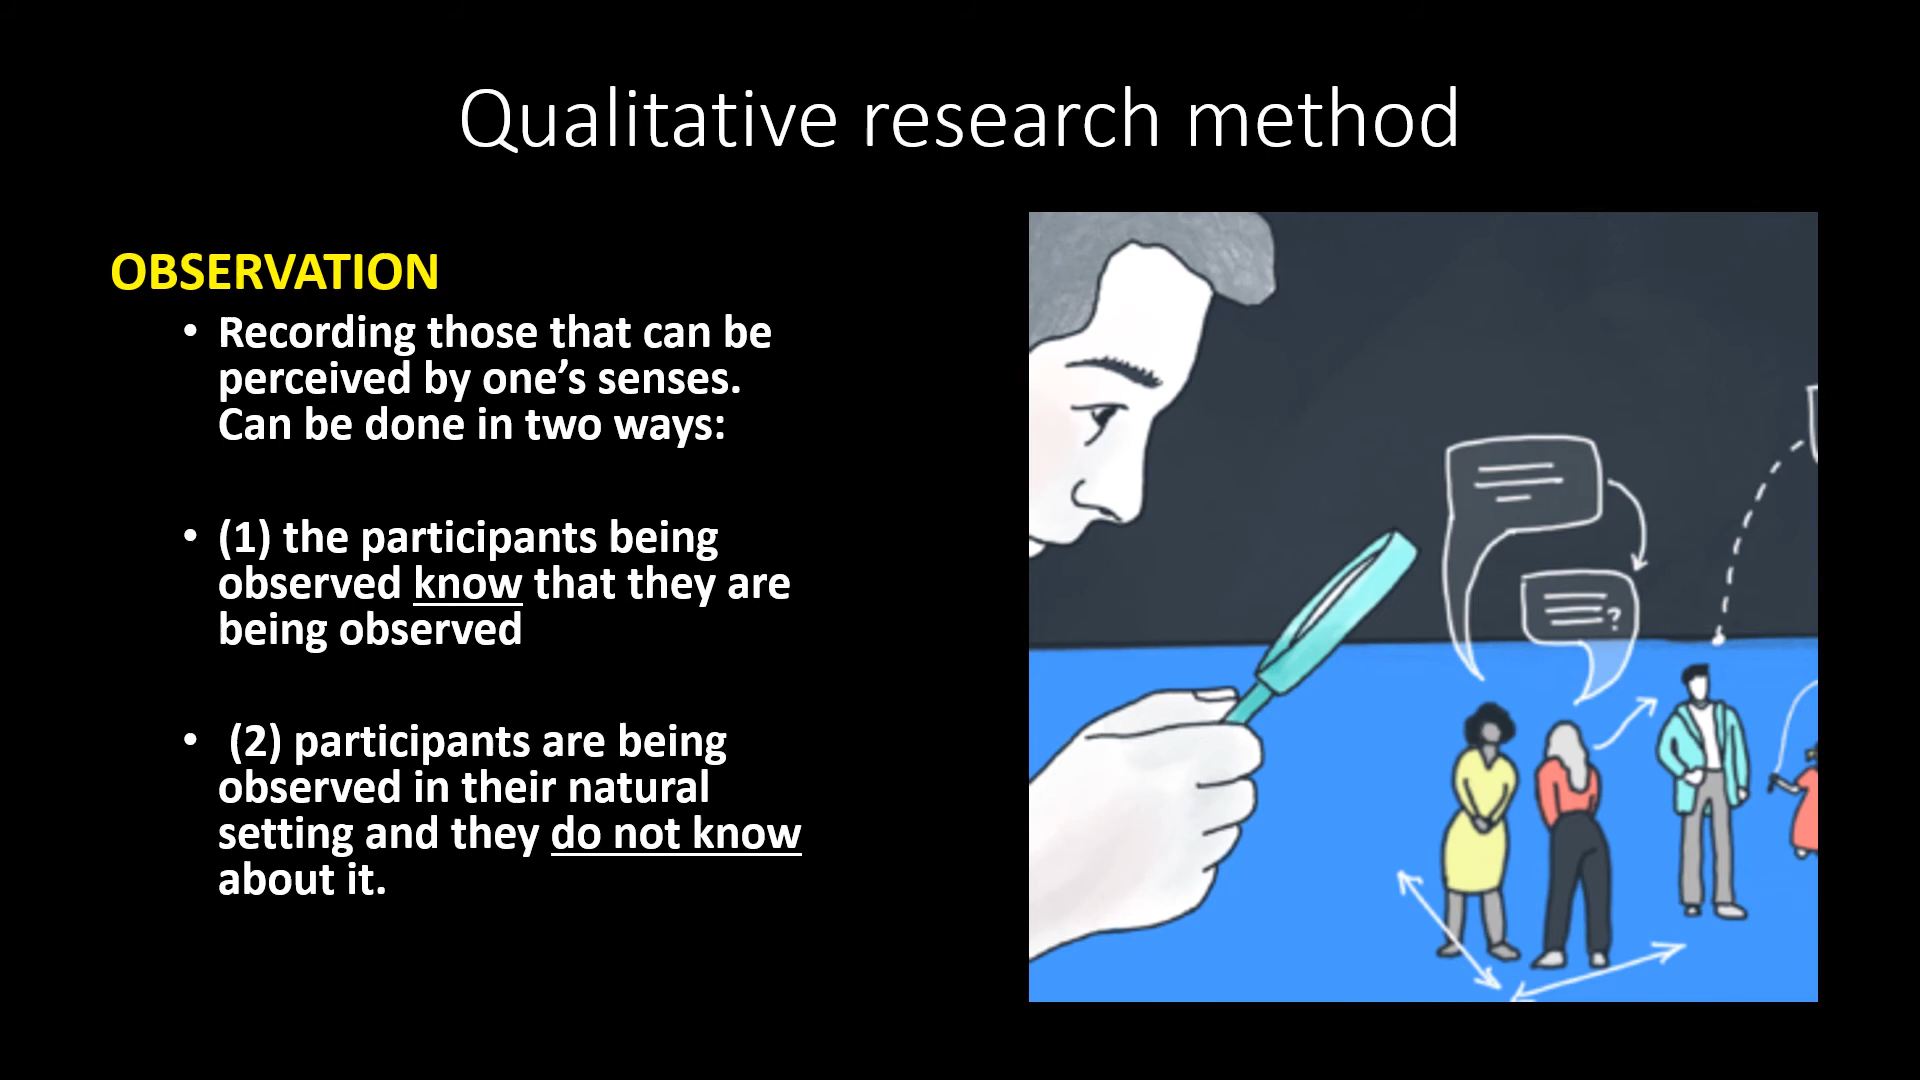 Qualitative research method
OBSERVATION
• Recording those that can be
perceived by one’s senses.
Can be done in two ways:
• (1) the participants being
observed know that they are
being observed
• (2) participants are being
observed in their natural
setting and they do not know
about it.
?